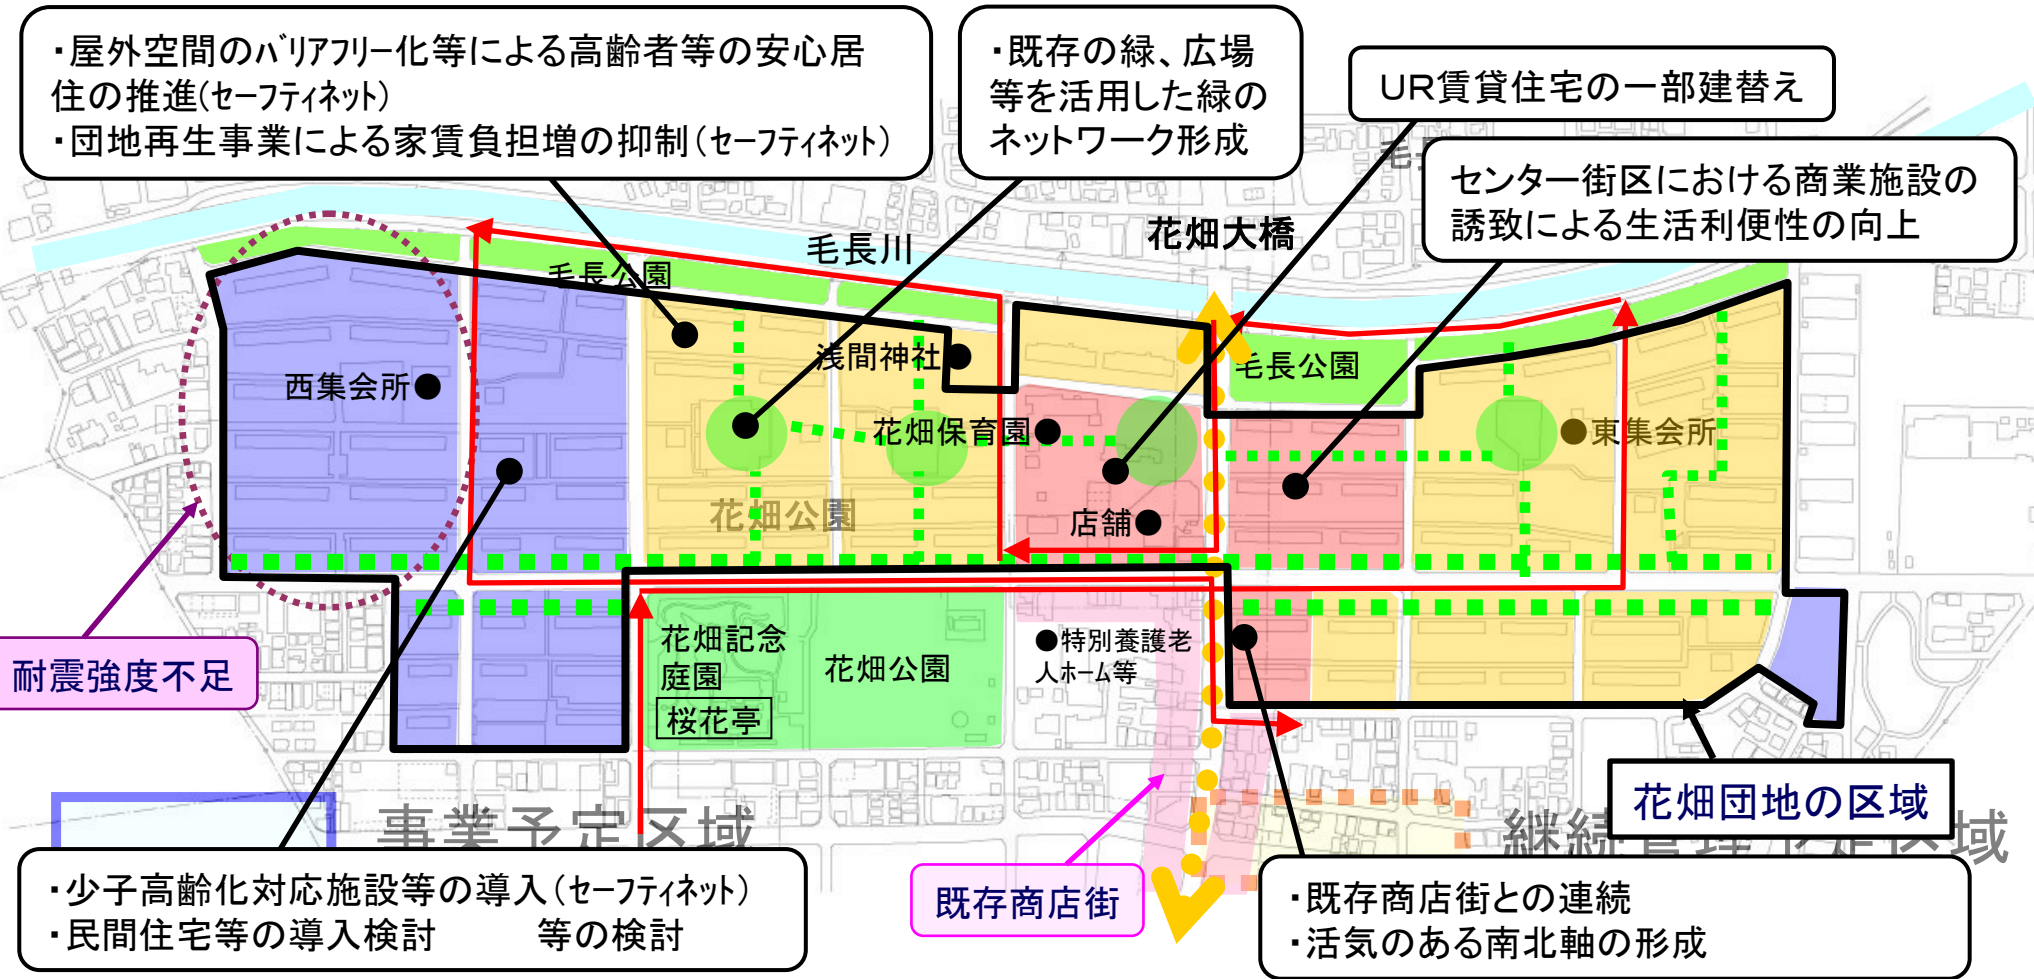 ・屋外空間のバリアフリー化等による高齢者等の安心居
住の推進(セーフティネット)
・団地再生事業による家賃負担増の抑制(セーフティネット)
・既存の緑、広場
等を活用した緑の
ネットワーク形成
UR賃貸住宅の一部建替え
毛
センター街区における商業施設の
誘致による生活利便性の向上
花畑大橋
毛長川
毛長公園
毛長公園
浅間神社
西集会所
花畑保育園
東集会所
花畑公園
店舗
耐震強度不足
花畑記念
庭園
桜花亭
花畑公園
●特別養護老
人ホーム等
花畑団地の区域
事業予定区域
継続管理予定区域
既存商店街
・少子高齢化対応施設等の導入(セーフティネット)
・民間住宅等の導入検討　　　等の検討
・既存商店街との連続
・活気のある南北軸の形成